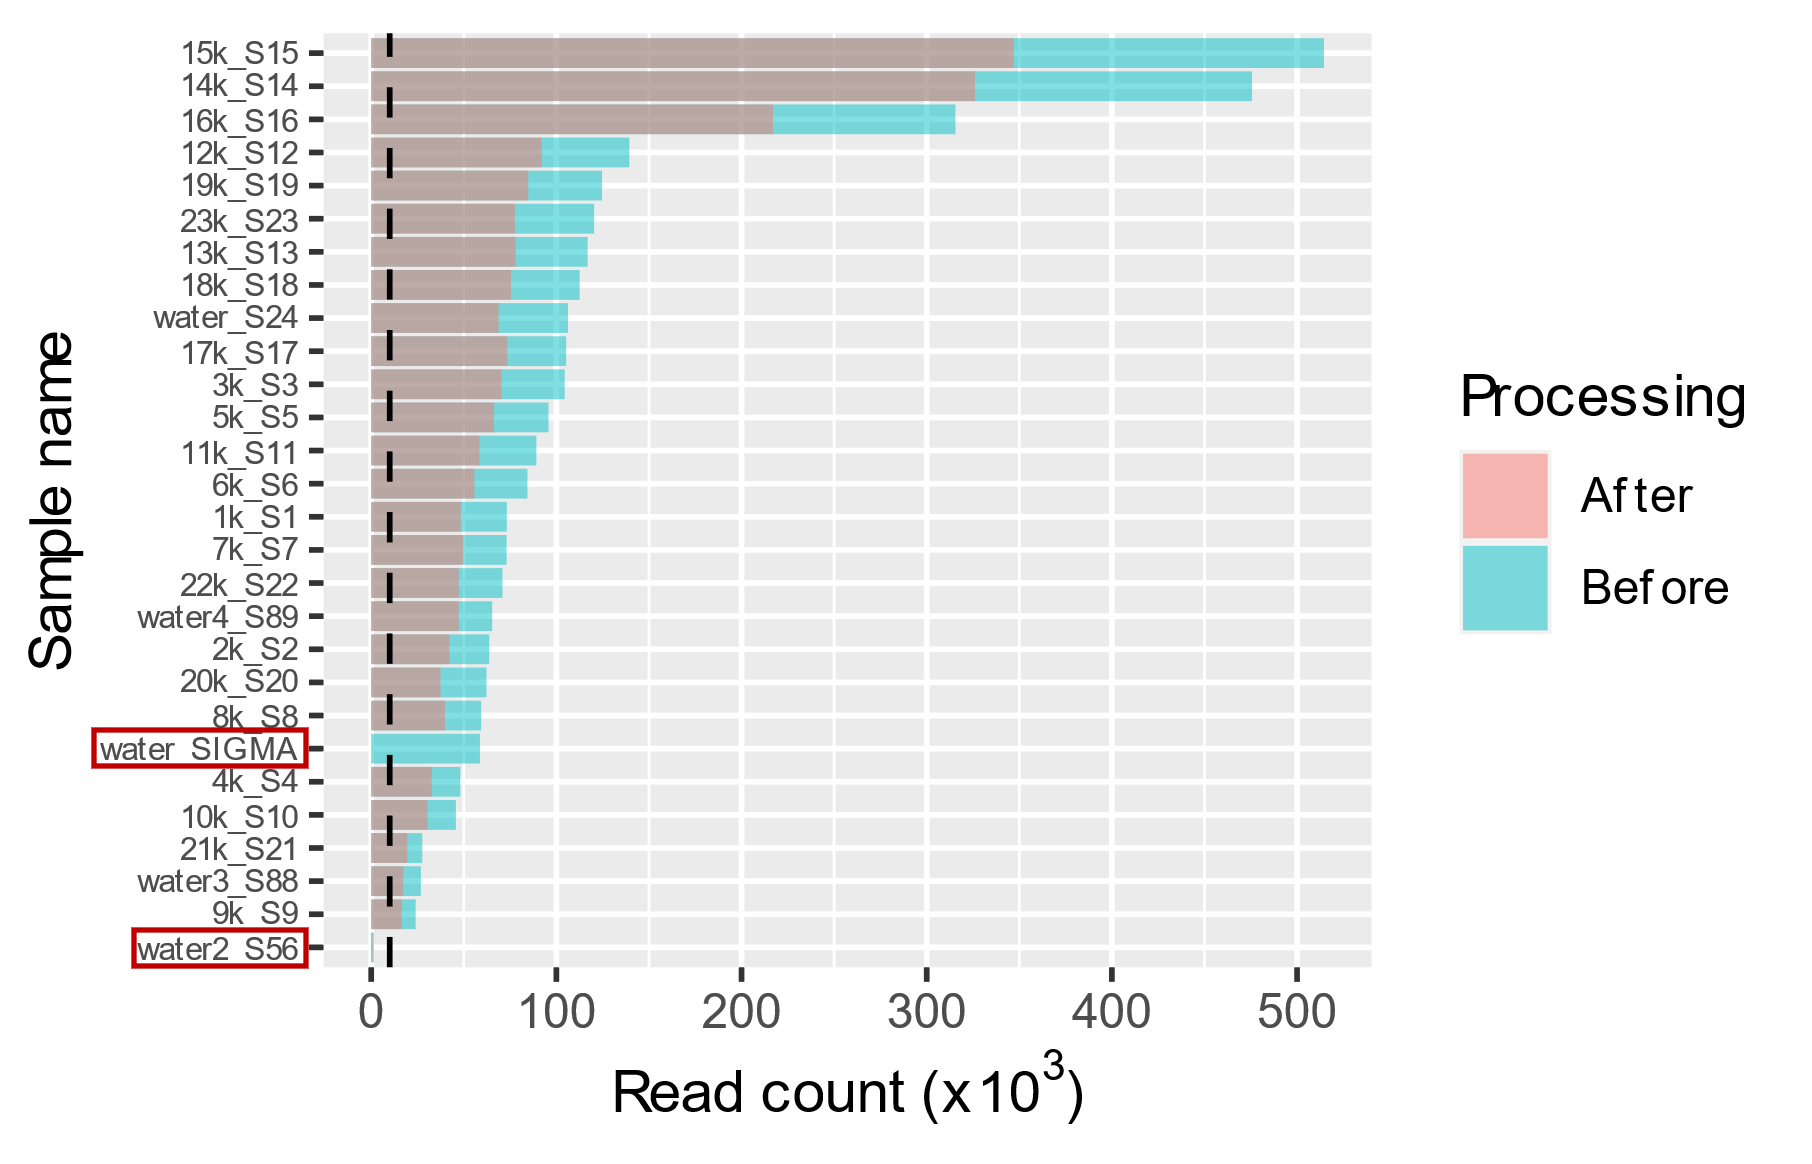 15k_S15
14k_S14
16k_S16
12k_S12
19k_S19
23k_S23
13k_S13
18k_S18
water_S24
17k_S17
3k_S3
5k_S5
11k_S11
6k_S6
1k_S1
7k_S7
22k_S22
water4_S89
2k_S2
20k_S20
8k_S8
water_SIGMA
4k_S4
10k_S10
21k_S21
water3_S88
9k_S9
water2_S56
Sample name
0 100 200 300 400 500
Read count (x10³)
Processing
After
Before